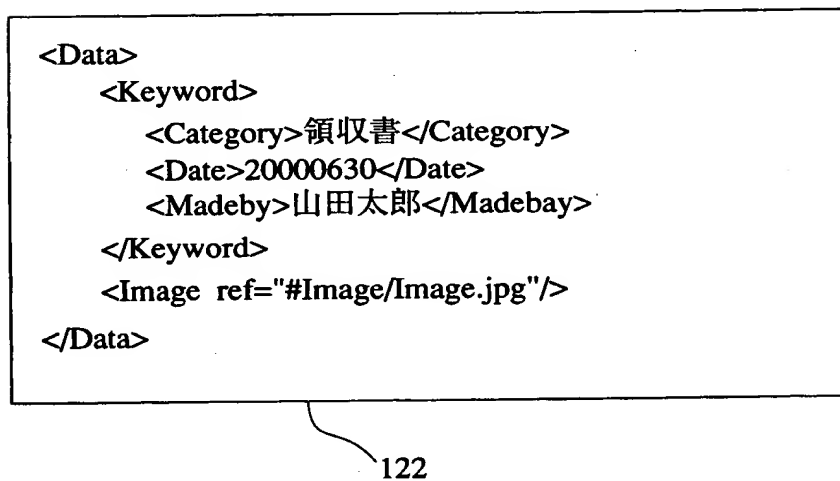 <Data>
<Keyword>
<Category>領収書</Category>
<Date>20000630</Date>
<Madeby>山田太郎</Madebay>
</Keyword>
<Image ref="#Image/Image.jpg"/>
</Data>
122